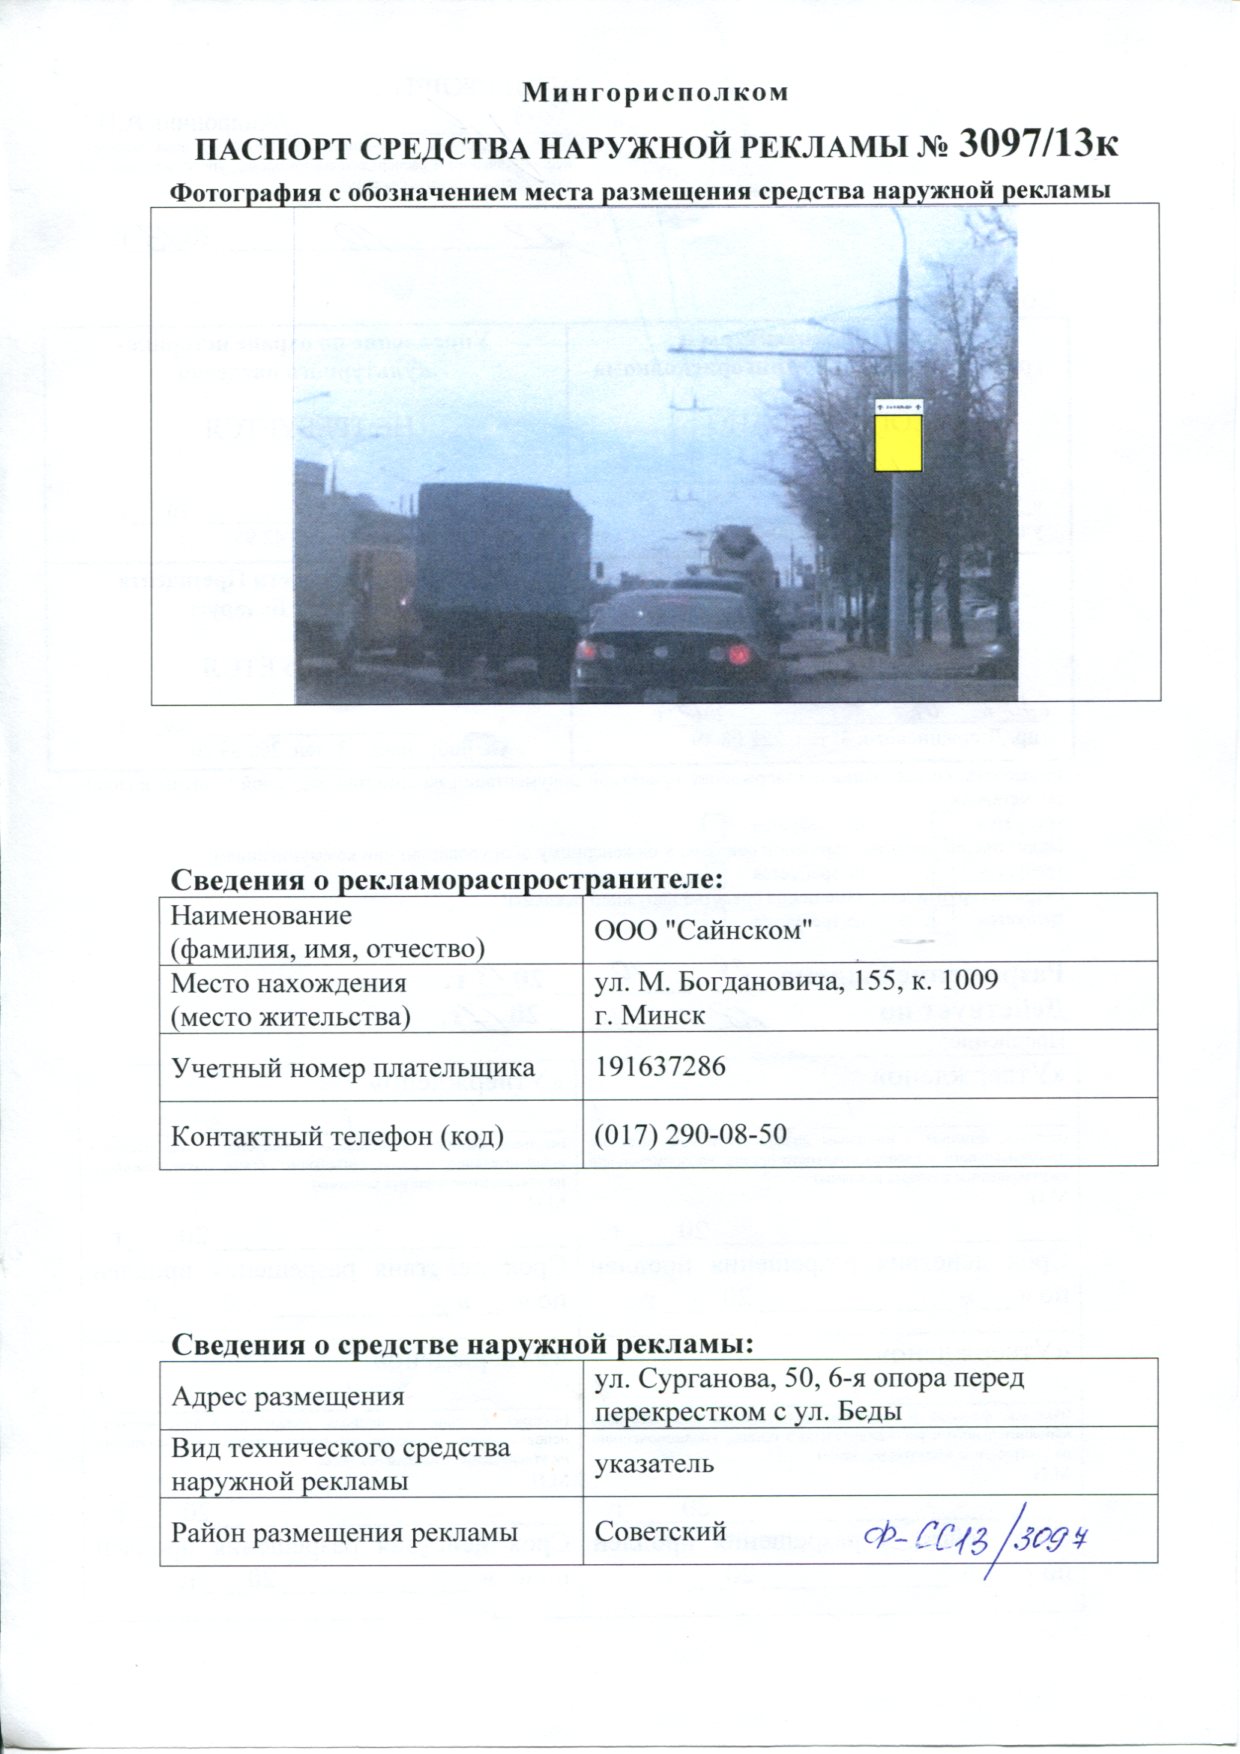 Мингорисполком
ПАСПОРТ СРЕДСТВА НАРУЖНОЙ РЕКЛАМЫ № 3097/13к
Фотография с обозначением места размещения средства наружной рекламы
Сведения о рекламораспространителе:
Наименование
(фамилия, имя, отчество)
ООО "Сайнском"
Место нахождения
(место жительства)
ул. М. Богдановича, 155, к. 1009
г. Минск
Учетный номер плательщика
191637286
Контактный телефон (код)
(017) 290-08-50
Сведения о средстве наружной рекламы:
Адрес размещения
ул. Сурганова, 50, 6-я опора перед
перекрестком с ул. Беды
Вид технического средства
наружной рекламы
указатель
Район размещения рекламы
Советский
Ф-СС13/3097